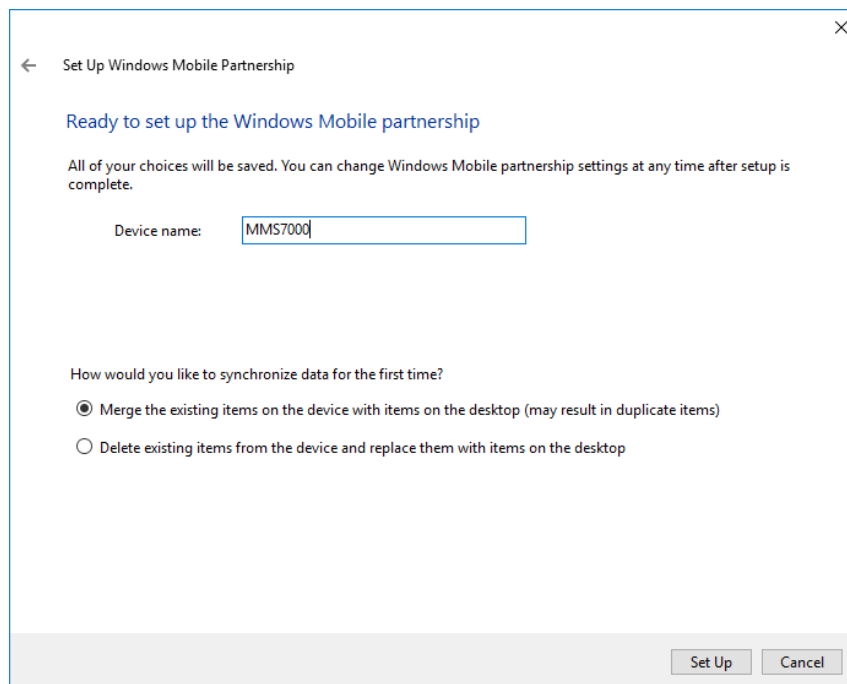 Set Up Windows Mobile Partnership
Ready to set up the Windows Mobile partnership
All of your choices will be saved. You can change Windows Mobile partnership settings at any time after setup is
complete.
Device name: MMS7000
How would you like to synchronize data for the first time?
Merge the existing items on the device with items on the desktop (may result in duplicate items)
Delete existing items from the device and replace them with items on the desktop
Set Up Cancel